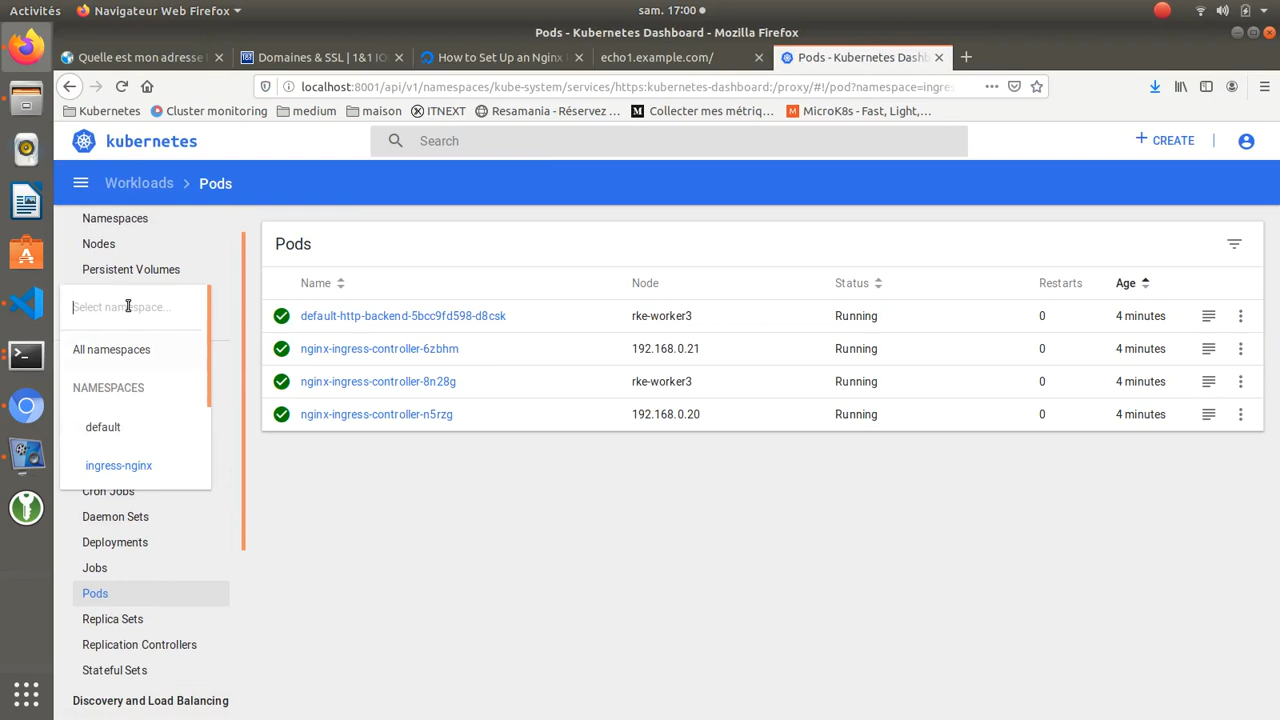 Activités
Navigateur Web Firefox
sam. 17:00
Pods - Kubernetes Dashboard - Mozilla Firefox
Quelle est mon adresse
Domaines & SSL | 1&1 IO
How to Set Up an Nginx
echo1.example.com/
Pods - Kubernetes Dashb
localhost:8001/api/v1/namespaces/kube-system/services/https:kubernetes-dashboard:/proxy/#!/pod?namespace=ingres
Kubernetes
Cluster monitoring
medium
maison
ITNEXT
Resamania - Réservez ...
Collecter mes métriq...
MicroK8s - Fast, Light,...
kubernetes
Search
+ CREATE
Workloads > Pods
Namespaces
Nodes
Persistent Volumes
Select namespace...
All namespaces
NAMESPACES
default
ingress-nginx
Cron Jobs
Daemon Sets
Deployments
Jobs
Pods
Replica Sets
Replication Controllers
Stateful Sets
Discovery and Load Balancing
Pods
Name Node Status Restarts Age
default-http-backend-5bcc9fd598-d8csk rke-worker3 Running 0 4 minutes
nginx-ingress-controller-6zbhm 192.168.0.21 Running 0 4 minutes
nginx-ingress-controller-8n28g rke-worker3 Running 0 4 minutes
nginx-ingress-controller-n5rzg 192.168.0.20 Running 0 4 minutes